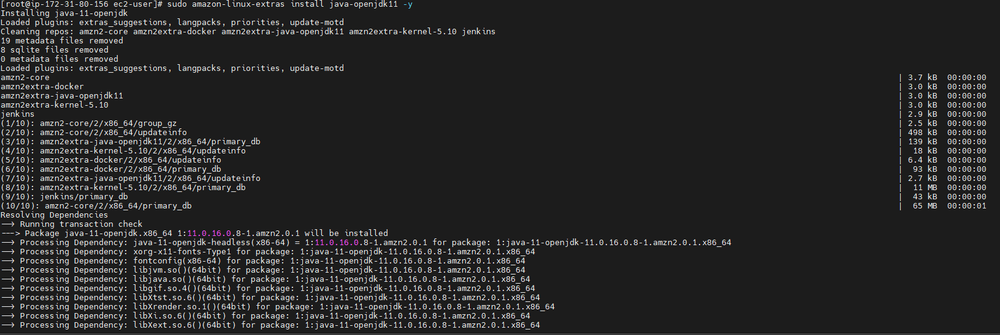 [root@ip-172-31-80-156 ec2-user]# sudo amazon-linux-extras install java-openjdk11 -y
Installing java-11-openjdk
Loaded plugins: extras_suggestions, langpacks, priorities, update-motd
Cleaning repos: amzn2-core amzn2extra-docker amzn2extra-java-openjdk11 amzn2extra-kernel-5.10 jenkins
19 metadata files removed
8 sqlite files removed
0 metadata files removed
Loaded plugins: extras_suggestions, langpacks, priorities, update-motd
amzn2-core | 3.7 kB 00:00:00
amzn2extra-docker | 3.0 kB 00:00:00
amzn2extra-java-openjdk11 | 3.0 kB 00:00:00
amzn2extra-kernel-5.10 | 3.0 kB 00:00:00
jenkins | 2.9 kB 00:00:00
(1/10): amzn2-core/2/x86_64/group_gz | 2.5 kB 00:00:00
(2/10): amzn2-core/2/x86_64/updateinfo | 498 kB 00:00:00
(3/10): amzn2extra-java-openjdk11/2/x86_64/primary_db | 139 kB 00:00:00
(4/10): amzn2extra-kernel-5.10/2/x86_64/updateinfo | 18 kB 00:00:00
(5/10): amzn2extra-docker/2/x86_64/updateinfo | 6.4 kB 00:00:00
(6/10): amzn2extra-docker/2/x86_64/primary_db | 93 kB 00:00:00
(7/10): amzn2extra-java-openjdk11/2/x86_64/updateinfo | 2.7 kB 00:00:00
(8/10): amzn2extra-kernel-5.10/2/x86_64/primary_db | 11 MB 00:00:00
(9/10): jenkins/primary_db | 43 kB 00:00:00
(10/10): amzn2-core/2/x86_64/primary_db | 65 MB 00:00:01
Resolving Dependencies
--> Running transaction check
---> Package java-11-openjdk.x86_64 1:11.0.16.0.8-1.amzn2.0.1 will be installed
--> Processing Dependency: java-11-openjdk-headless(x86-64) = 1:11.0.16.0.8-1.amzn2.0.1 for package: 1:java-11-openjdk-11.0.16.0.8-1.amzn2.0.1.x86_64
--> Processing Dependency: xorg-x11-fonts-Type1 for package: 1:java-11-openjdk-11.0.16.0.8-1.amzn2.0.1.x86_64
--> Processing Dependency: fontconfig(x86-64) for package: 1:java-11-openjdk-11.0.16.0.8-1.amzn2.0.1.x86_64
--> Processing Dependency: libjvm.so()(64bit) for package: 1:java-11-openjdk-11.0.16.0.8-1.amzn2.0.1.x86_64
--> Processing Dependency: libjava.so()(64bit) for package: 1:java-11-openjdk-11.0.16.0.8-1.amzn2.0.1.x86_64
--> Processing Dependency: libgif.so.4()(64bit) for package: 1:java-11-openjdk-11.0.16.0.8-1.amzn2.0.1.x86_64
--> Processing Dependency: libXtst.so.6()(64bit) for package: 1:java-11-openjdk-11.0.16.0.8-1.amzn2.0.1.x86_64
--> Processing Dependency: libXrender.so.1()(64bit) for package: 1:java-11-openjdk-11.0.16.0.8-1.amzn2.0.1.x86_64
--> Processing Dependency: libXi.so.6()(64bit) for package: 1:java-11-openjdk-11.0.16.0.8-1.amzn2.0.1.x86_64
--> Processing Dependency: libXext.so.6()(64bit) for package: 1:java-11-openjdk-11.0.16.0.8-1.amzn2.0.1.x86_64